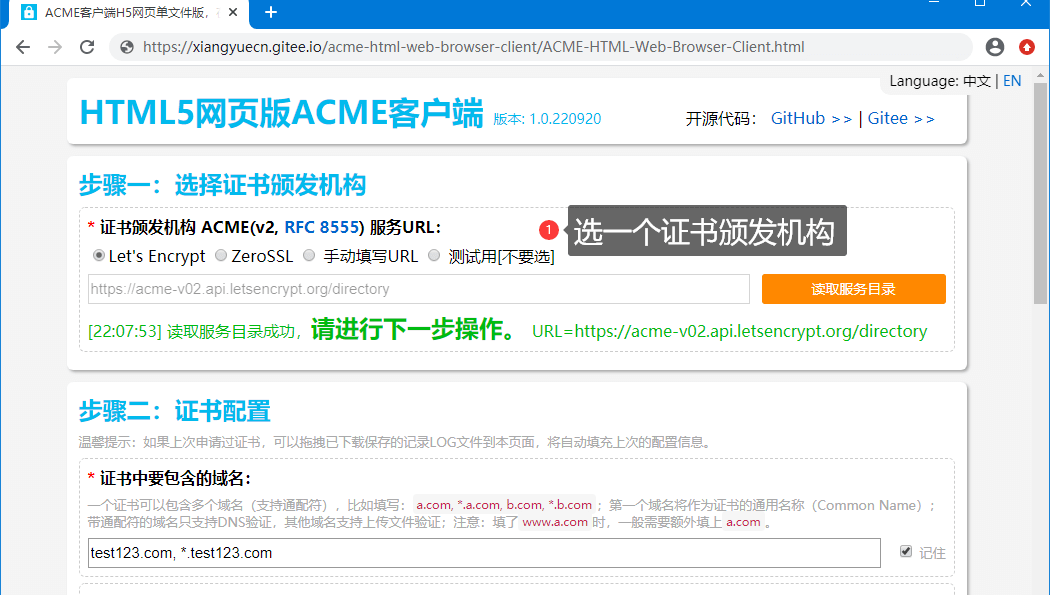 ACME客户端H5网页单文件版，
https://xiangyuecn.gitee.io/acme-html-web-browser-client/ACME-HTML-Web-Browser-Client.html
Language: 中文 | EN
HTML5网页版ACME客户端 版本: 1.0.220920 开源代码： GitHub >> | Gitee >>
步骤一：选择证书颁发机构
* 证书颁发机构 ACME(v2, RFC 8555) 服务URL：
1 选一个证书颁发机构
Let's Encrypt ZeroSSL 手动填写URL 测试用[不要选]
https://acme-v02.api.letsencrypt.org/directory 读取服务目录
[22:07:53] 读取服务目录成功，请进行下一步操作。 URL=https://acme-v02.api.letsencrypt.org/directory
步骤二：证书配置
温馨提示：如果上次申请过证书，可以拖拽已下载保存的记录LOG文件到本页面，将自动填充上次的配置信息。
* 证书中要包含的域名：
一个证书可以包含多个域名（支持通配符），比如填写： a.com, *.a.com, b.com, *.b.com ；第一个域名将作为证书的通用名称（Common Name）；
带通配符的域名只支持DNS验证，其他域名支持上传文件验证；注意：填了 www.a.com 时，一般需要额外填上 a.com 。
test123.com, *.test123.com 记住